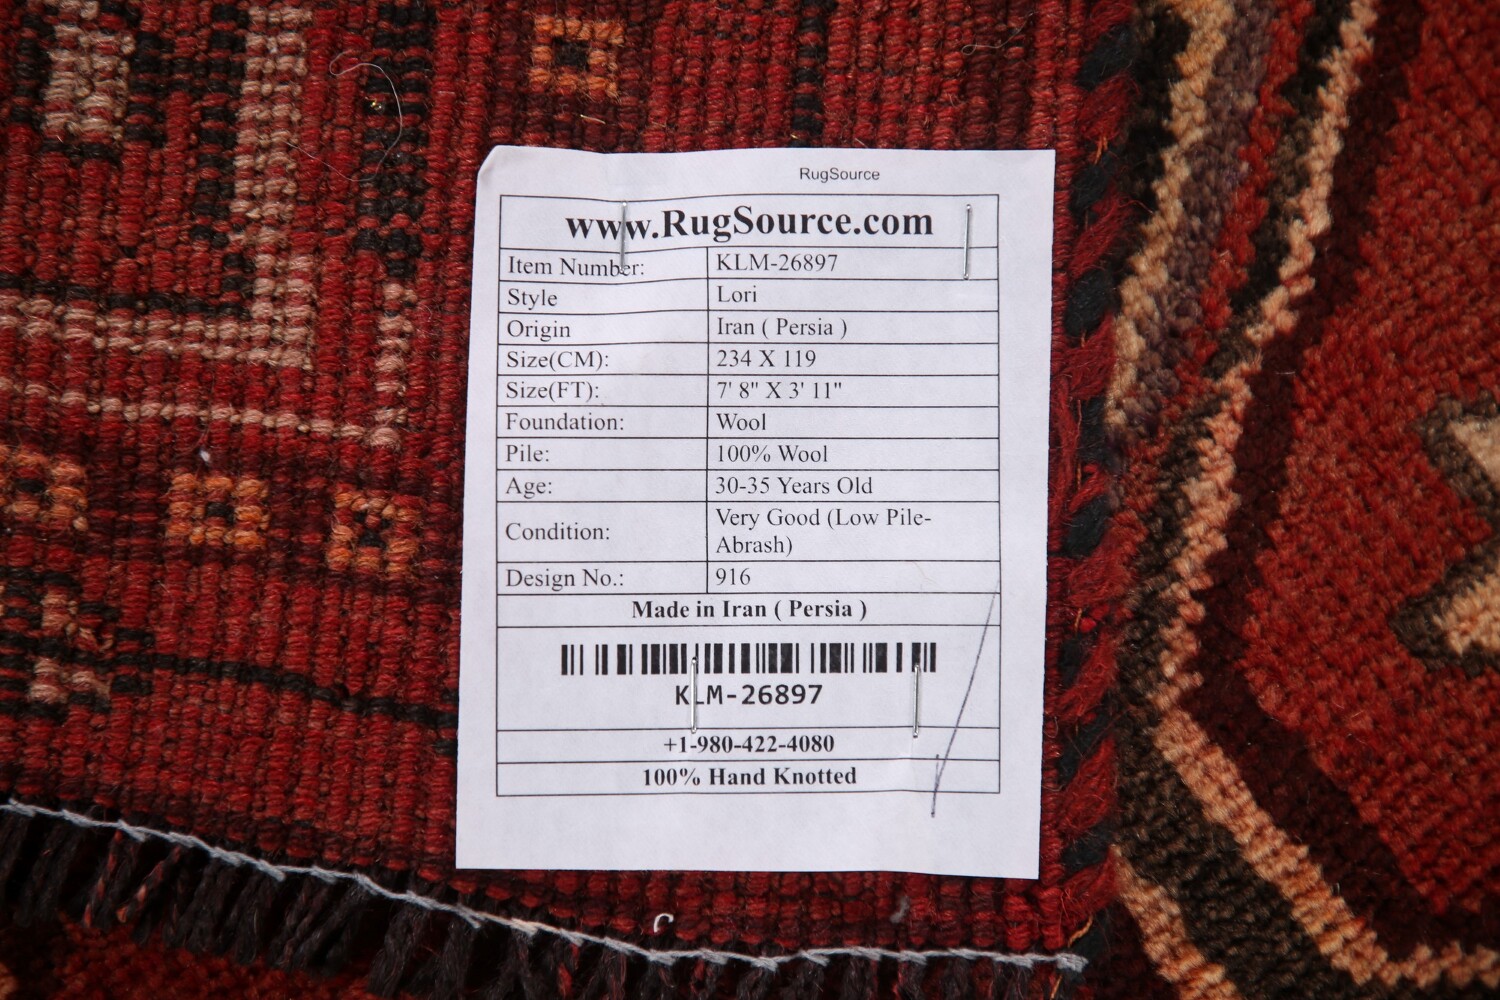 RugSource
www.RugSource.com
Item Number: KLM-26897
Style Lori
Origin Iran ( Persia )
Size(CM): 234 X 119
Size(FT): 7' 8" X 3' 11"
Foundation: Wool
Pile: 100% Wool
Age: 30-35 Years Old
Condition: Very Good (Low Pile-
Abrash)
Design No.: 916
Made in Iran ( Persia )
KLM-26897
+1-980-422-4080
100% Hand Knotted